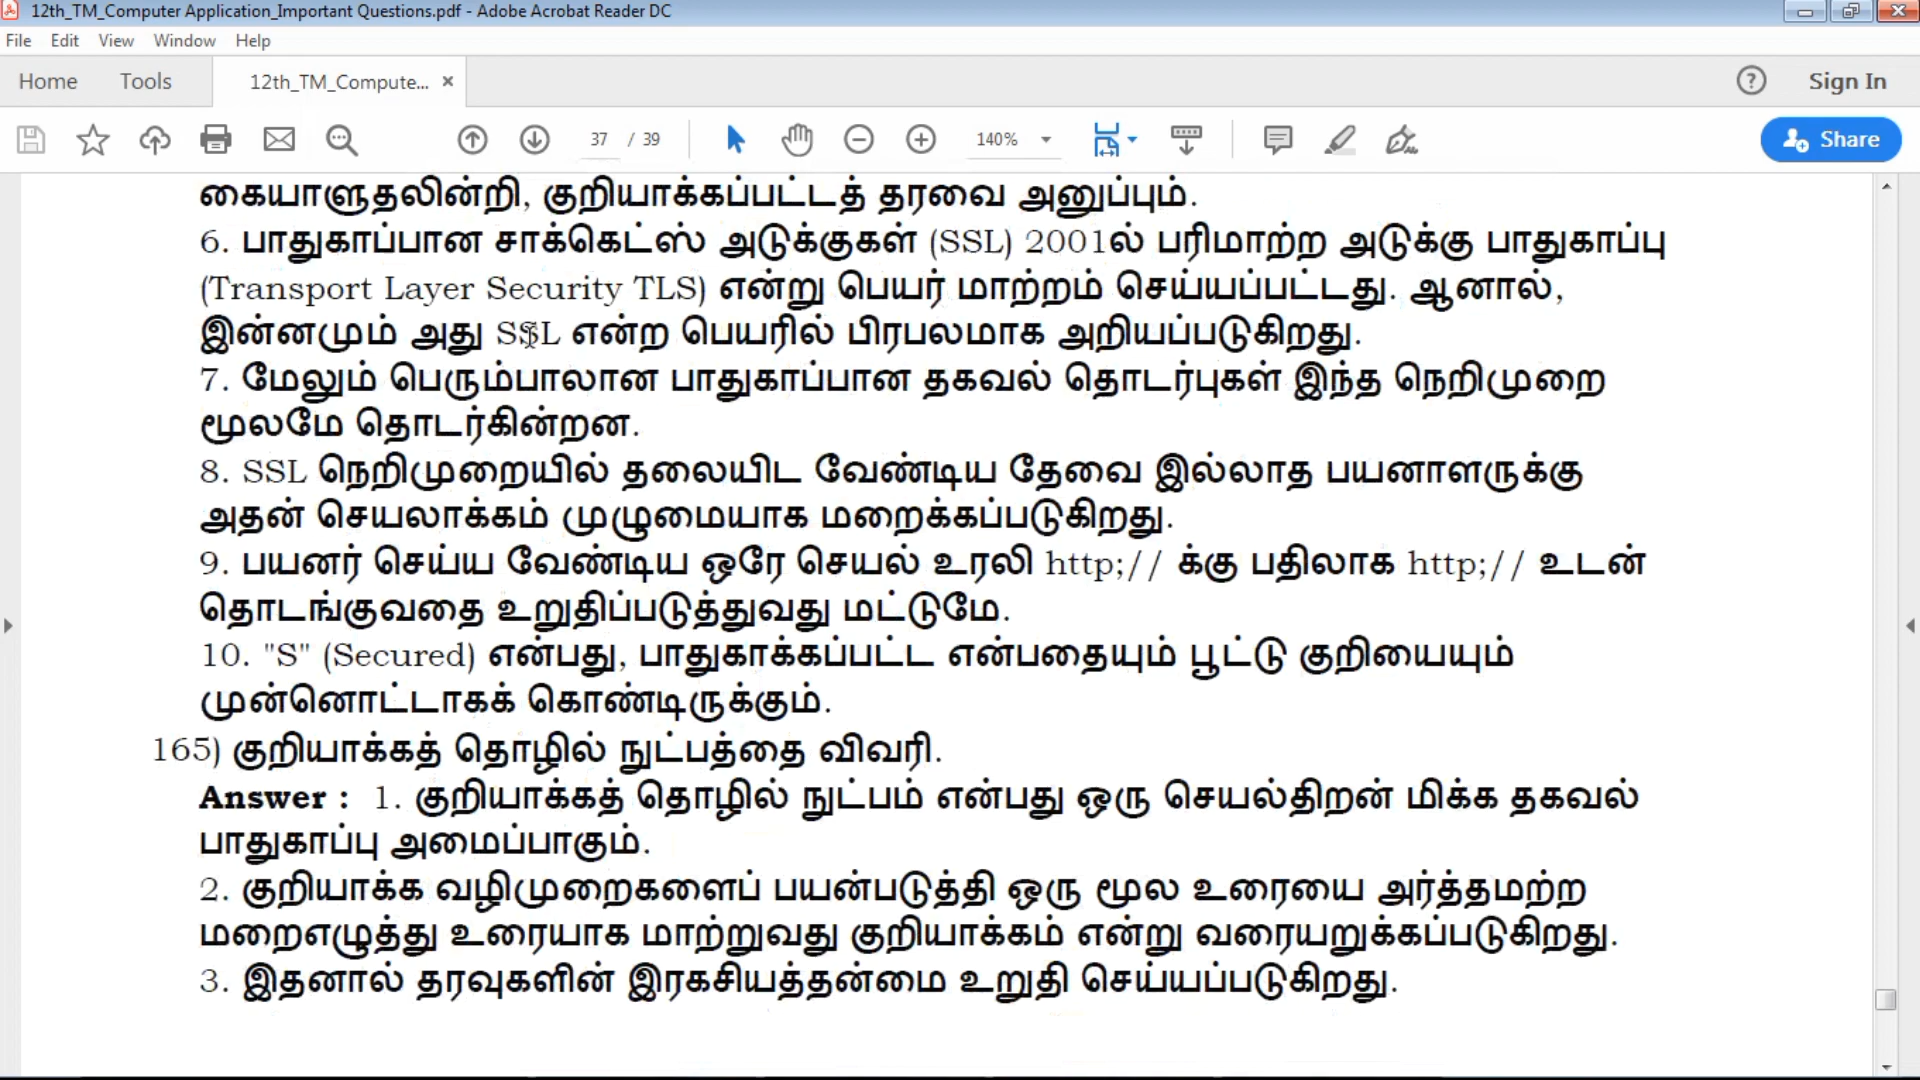 12th_TM_Computer Application_Important Questions.pdf - Adobe Acrobat Reader DC
File Edit View Window Help
Home Tools 12th_TM_Compute... × ? Sign In
37 / 39 140% Share
கையாளுதலின்றி, குறியாக்கப்பட்டத் தரவை அனுப்பும்.
6. பாதுகாப்பான சாக்கெட்ஸ் அடுக்குகள் (SSL) 2001ல் பரிமாற்ற அடுக்கு பாதுகாப்பு
(Transport Layer Security TLS) என்று பெயர் மாற்றம் செய்யப்பட்டது. ஆனால்,
இன்னமும் அது SSL என்ற பெயரில் பிரபலமாக அறியப்படுகிறது.
7. மேலும் பெரும்பாலான பாதுகாப்பான தகவல் தொடர்புகள் இந்த நெறிமுறை
மூலமே தொடர்கின்றன.
8. SSL நெறிமுறையில் தலையிட வேண்டிய தேவை இல்லாத பயனாளருக்கு
அதன் செயலாக்கம் முழுமையாக மறைக்கப்படுகிறது.
9. பயனர் செய்ய வேண்டிய ஒரே செயல் உரலி http;// க்கு பதிலாக http;// உடன்
தொடங்குவதை உறுதிப்படுத்துவது மட்டுமே.
10. "S" (Secured) என்பது, பாதுகாக்கப்பட்ட என்பதையும் பூட்டு குறியையும்
முன்னொட்டாகக் கொண்டிருக்கும்.
165) குறியாக்கத் தொழில் நுட்பத்தை விவரி.
Answer : 1. குறியாக்கத் தொழில் நுட்பம் என்பது ஒரு செயல்திறன் மிக்க தகவல்
பாதுகாப்பு அமைப்பாகும்.
2. குறியாக்க வழிமுறைகளைப் பயன்படுத்தி ஒரு மூல உரையை அர்த்தமற்ற
மறைஎழுத்து உரையாக மாற்றுவது குறியாக்கம் என்று வரையறுக்கப்படுகிறது.
3. இதனால் தரவுகளின் இரகசியத்தன்மை உறுதி செய்யப்படுகிறது.